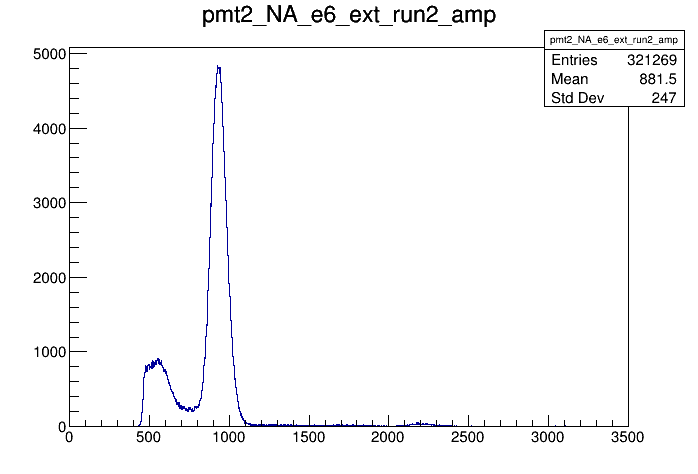 pmt2_NA_e6_ext_run2_amp
pmt2_NA_e6_ext_run2_amp
Entries 321269
Mean 881.5
Std Dev 247
5000
4000
3000
2000
1000
0
0 500 1000 1500 2000 2500 3000 3500